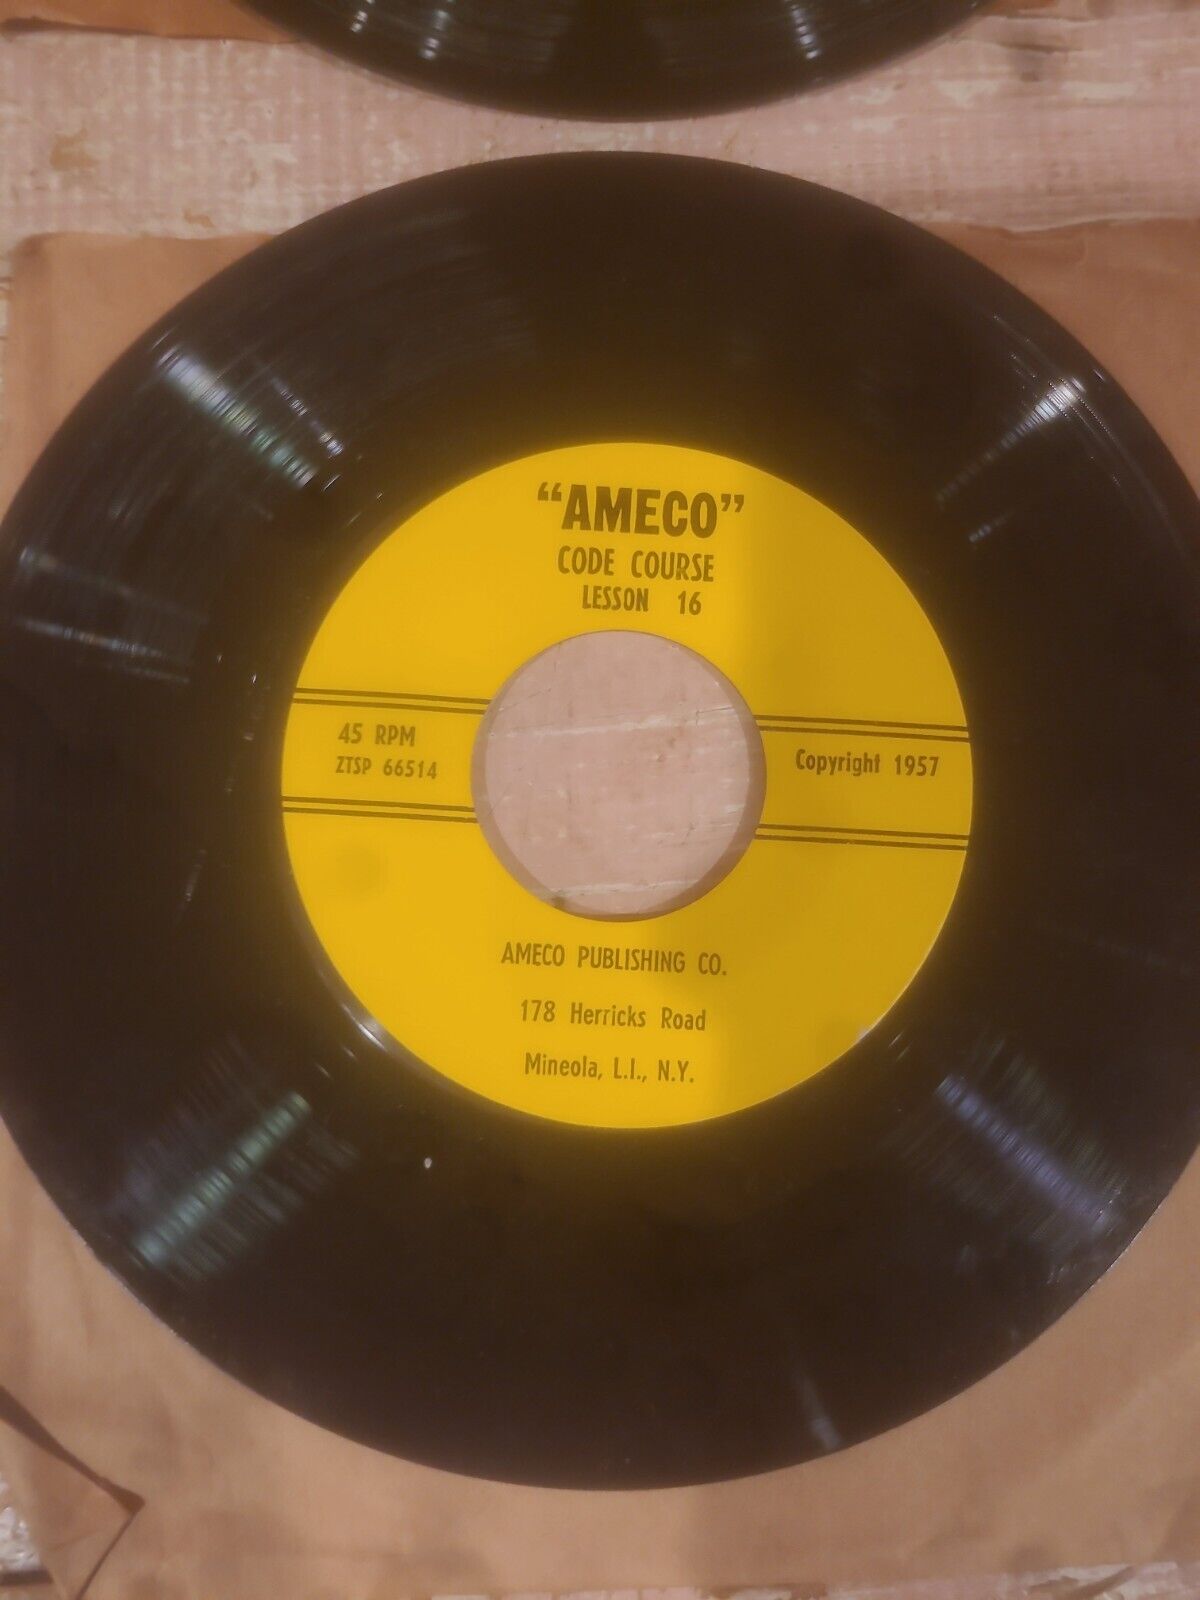 “AMECO”
CODE COURSE
LESSON 16
45 RPM
ZTSP 66514
Copyright 1957
AMECO PUBLISHING CO.
178 Herricks Road
Mineola, L.I., N.Y.